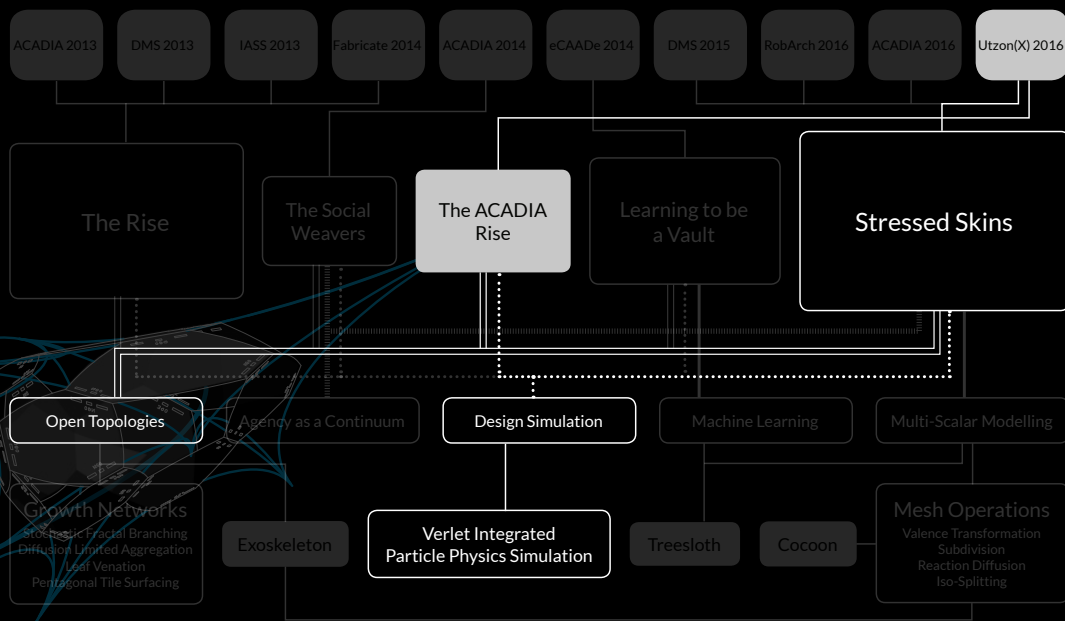 ACADIA 2013
DMS 2013
IASS 2013
Fabricate 2014
ACADIA 2014
eCAADe 2014
DMS 2015
RobArch 2016
ACADIA 2016
Utzon(X) 2016
The Rise
The Social
Weavers
The ACADIA
Rise
Learning to be
a Vault
Stressed Skins
Open Topologies
Agency as a Continuum
Design Simulation
Machine Learning
Multi-Scalar Modelling
Growth Networks
Stochastic Fractal Branching
Diffusion Limited Aggregation
Leaf Venation
Pentagonal Tile Surfacing
Exoskeleton
Verlet Integrated
Particle Physics Simulation
Treesloth
Cocoon
Mesh Operations
Valence Transformation
Subdivision
Reaction Diffusion
Iso-Splitting